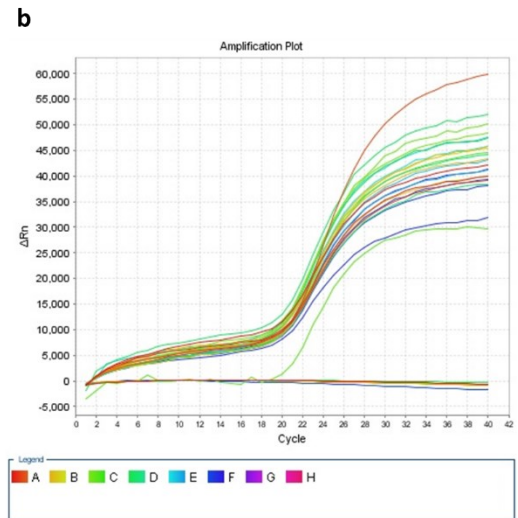 b
Amplification Plot
60,000
55,000
50,000
45,000
40,000
35,000
30,000
25,000
20,000
15,000
10,000
5,000
0
-5,000
ΔRn
0 2 4 6 8 10 12 14 16 18 20 22 24 26 28 30 32 34 36 38 40 42
Cycle
Legend
A B C D E F G H